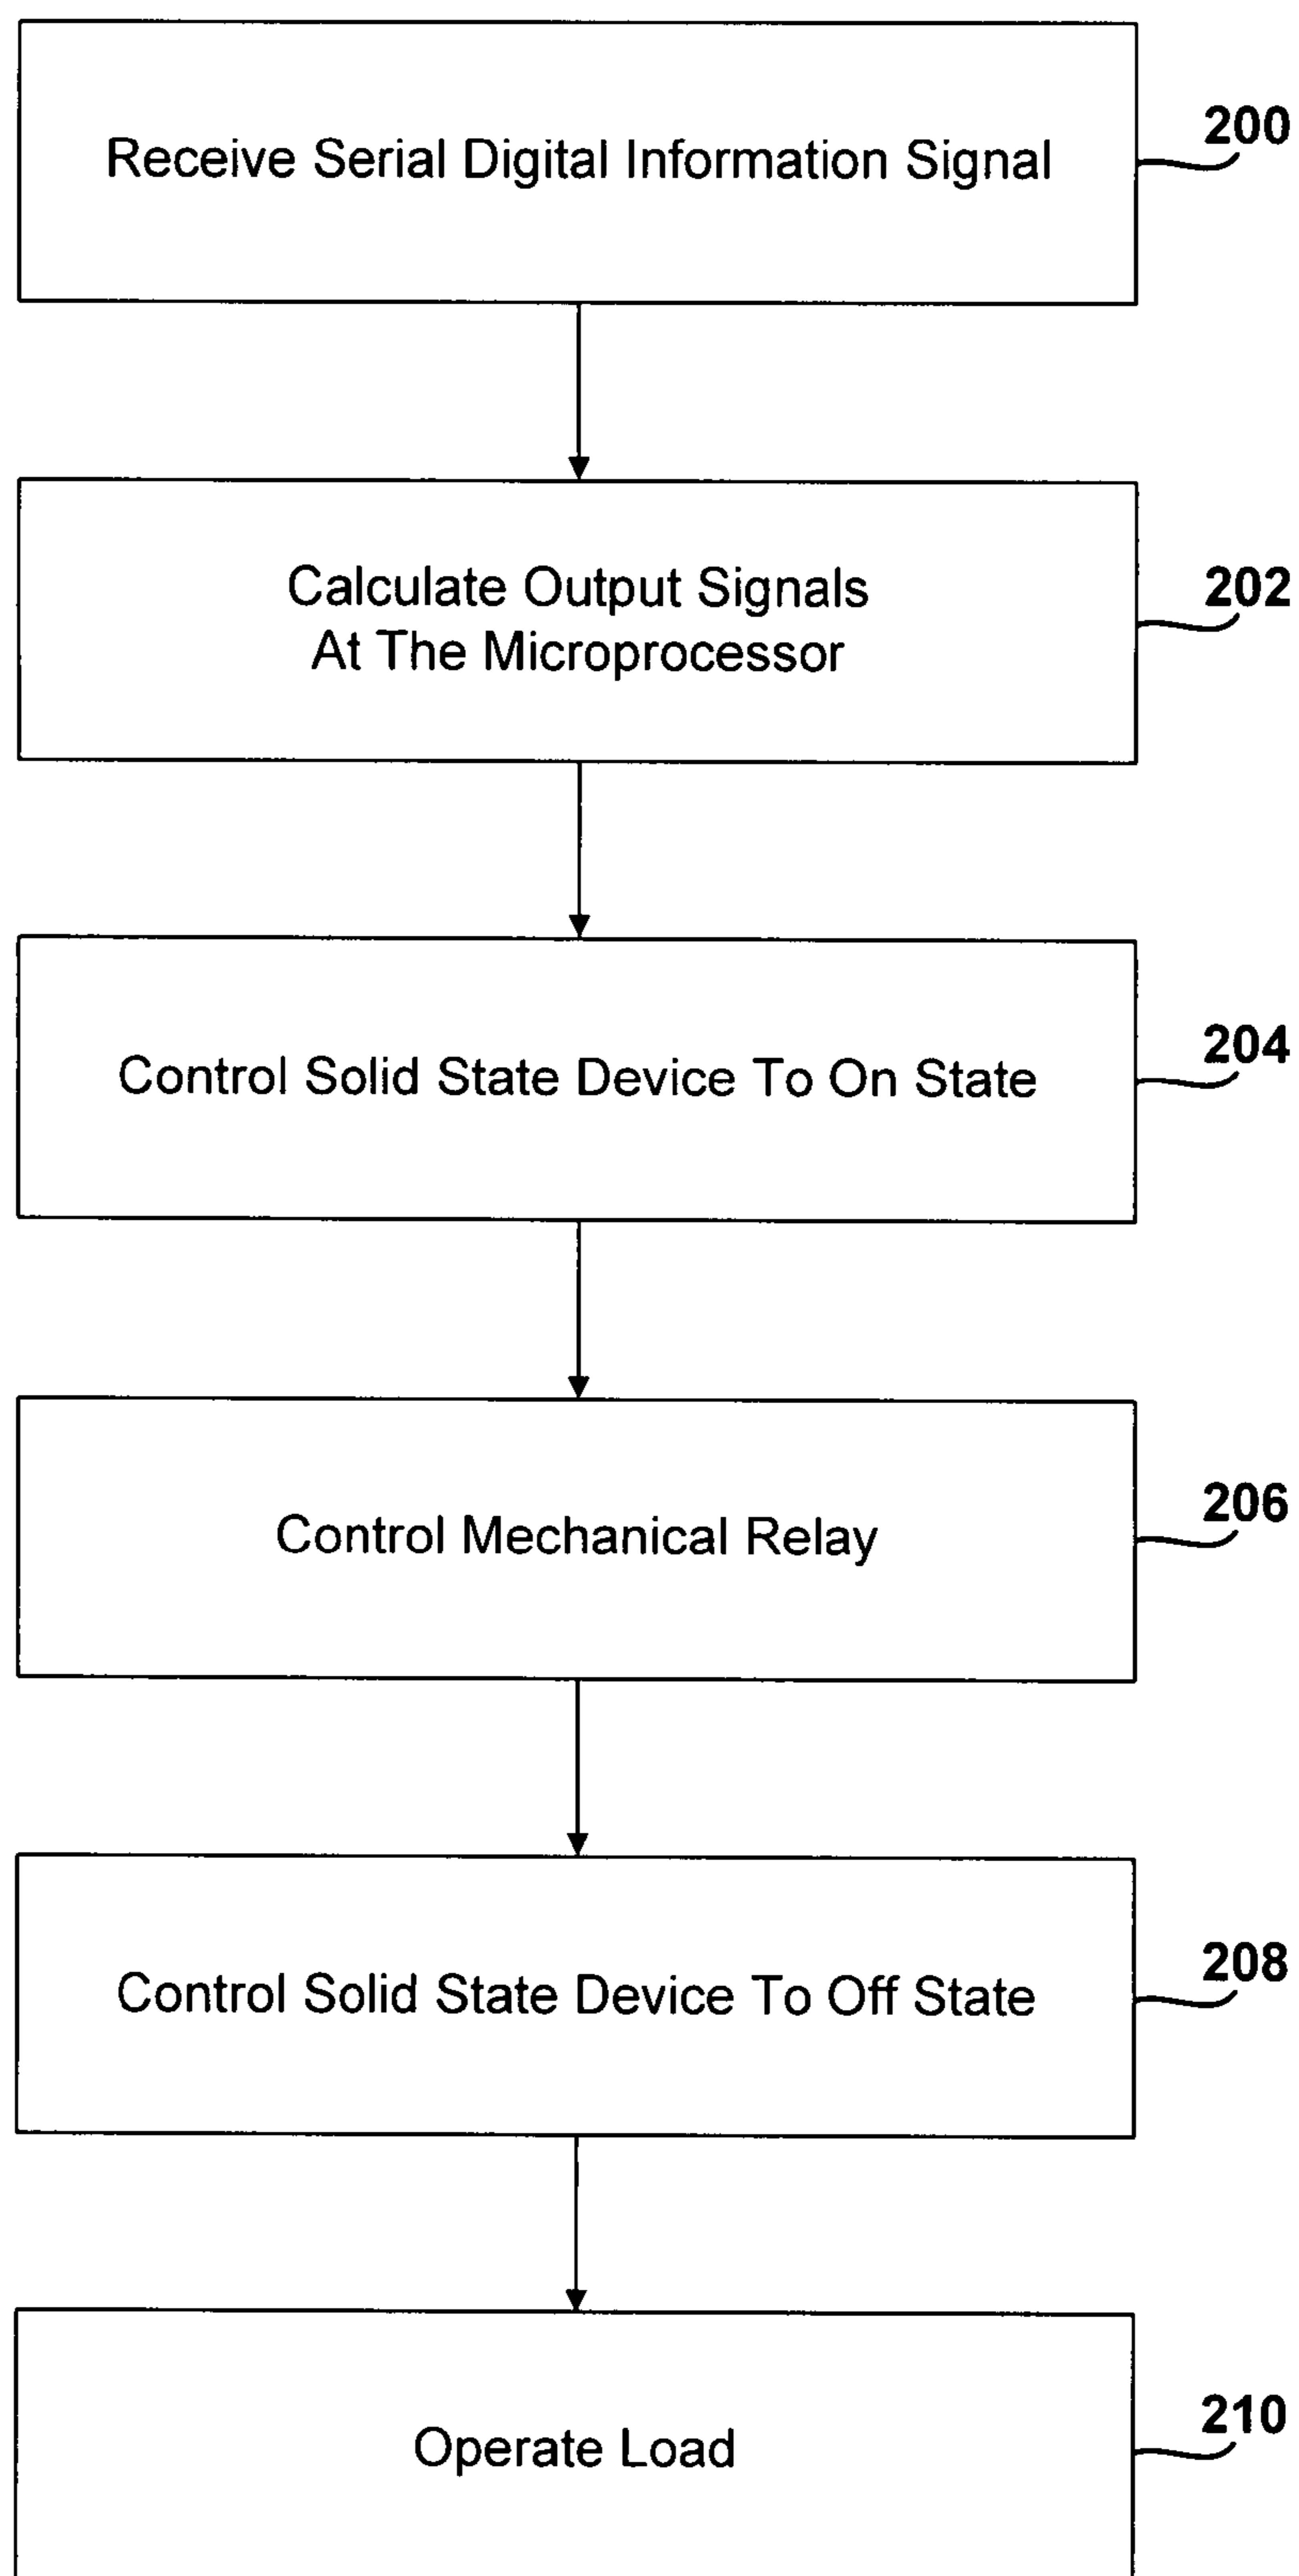 Receive Serial Digital Information Signal
200
Calculate Output Signals
At The Microprocessor
202
Control Solid State Device To On State
204
Control Mechanical Relay
206
Control Solid State Device To Off State
208
Operate Load
210